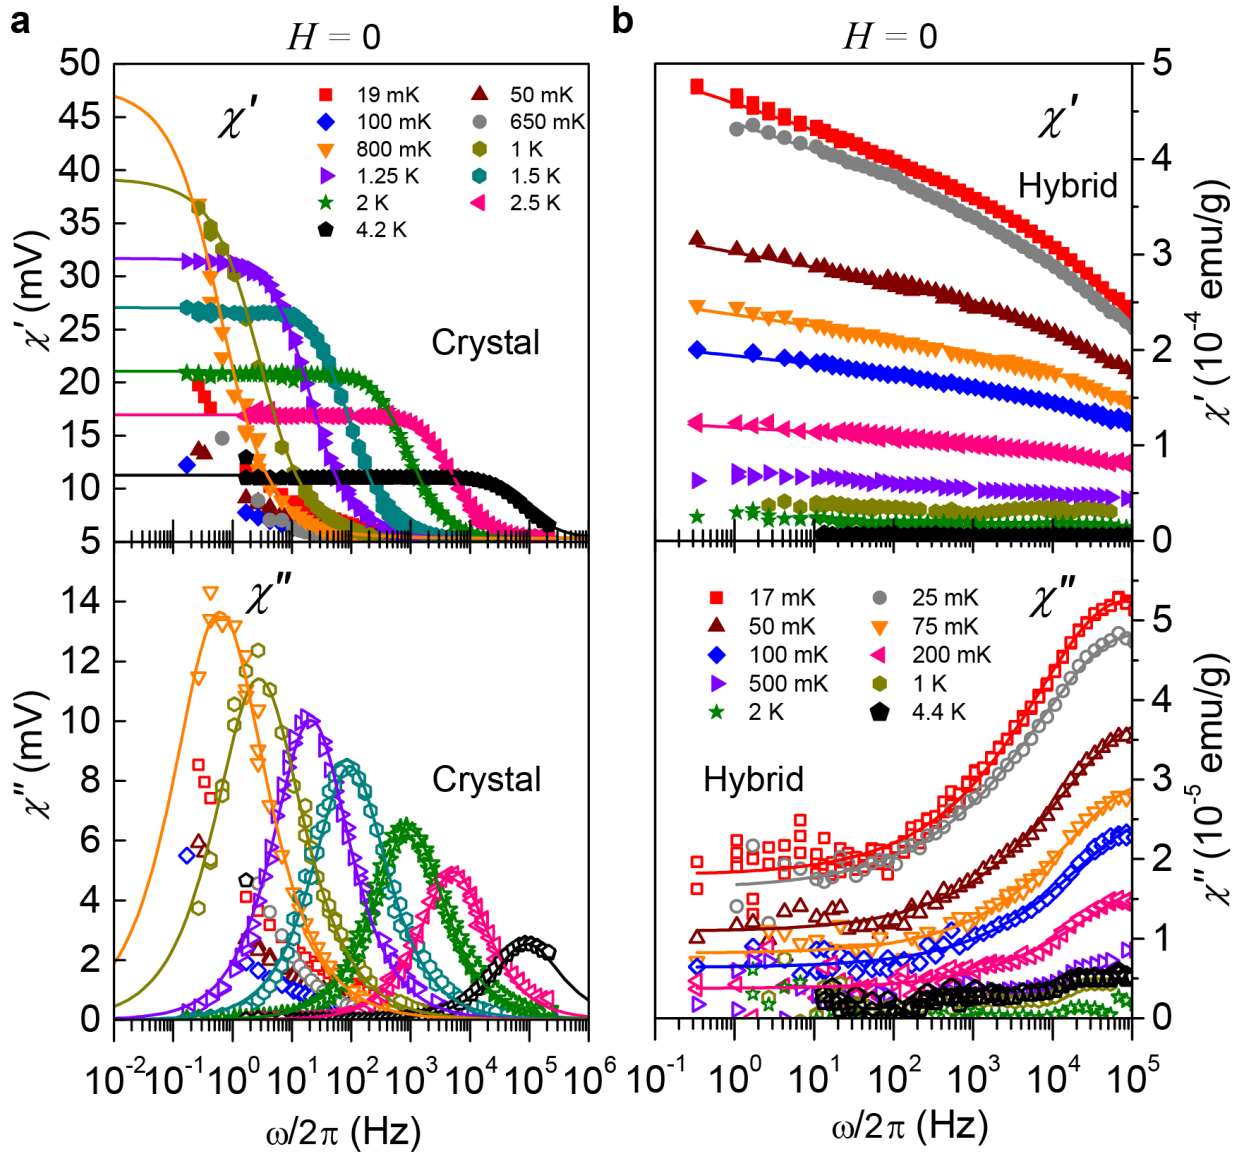 a
H = 0
b
H = 0
50
45
40
35
30
25
20
15
10
5
χ' (mV)
χ'
19 mK
50 mK
100 mK
650 mK
800 mK
1 K
1.25 K
1.5 K
2 K
2.5 K
4.2 K
Crystal
χ'
Hybrid
5
4
3
2
1
0
χ' (10⁻⁴ emu/g)
14
12
10
8
6
4
2
0
χ'' (mV)
χ''
Crystal
10⁻² 10⁻¹ 10⁰ 10¹ 10² 10³ 10⁴ 10⁵ 10⁶
ω/2π (Hz)
17 mK
25 mK
50 mK
75 mK
100 mK
200 mK
500 mK
1 K
2 K
4.4 K
χ''
Hybrid
5
4
3
2
1
0
χ'' (10⁻⁵ emu/g)
10⁻¹ 10⁰ 10¹ 10² 10³ 10⁴ 10⁵
ω/2π (Hz)